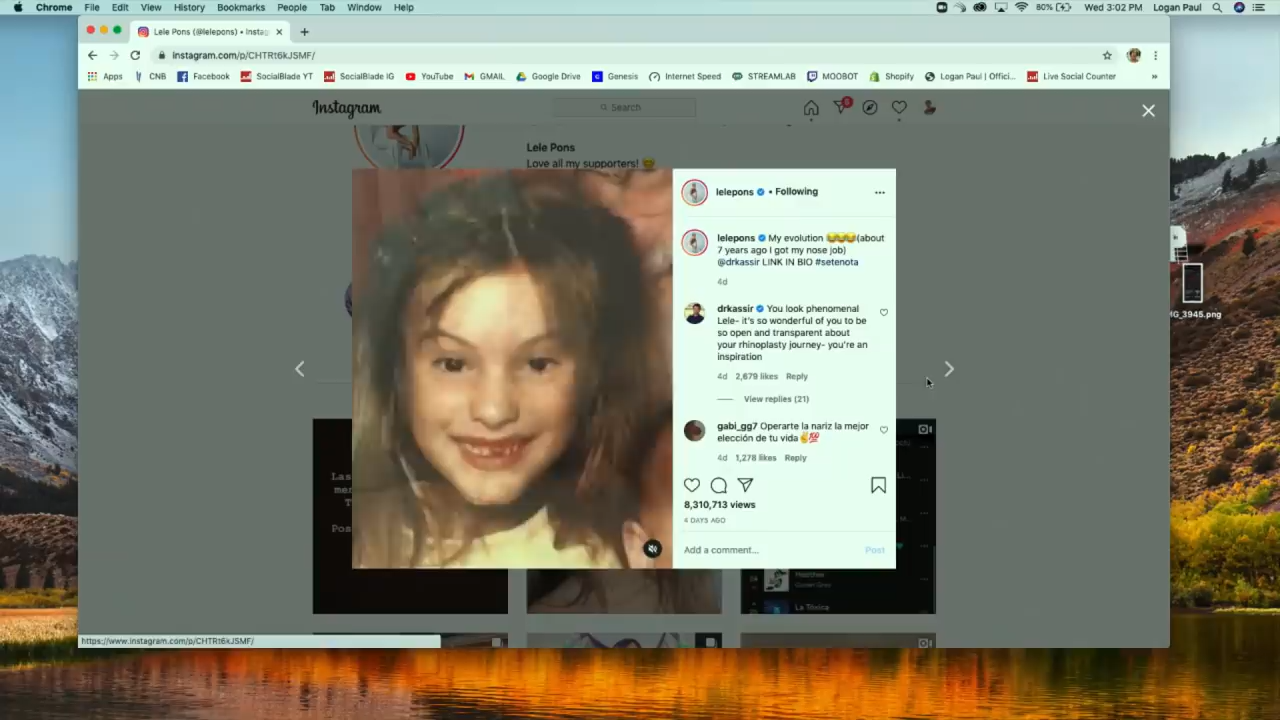 Chrome File Edit View History Bookmarks People Tab Window Help
80% Wed 3:02 PM Logan Paul
Lele Pons (@lelepons) • Instag
instagram.com/p/CHTRt6kJSMF/
Apps CNB Facebook SocialBlade YT SocialBlade IG YouTube GMAIL Google Drive Genesis Internet Speed STREAMLAB MOOBOT Shopify Logan Paul | Offici... Live Social Counter »
Instagram
Search
5
Lele Pons
Love all my supporters!
lelepons • Following
lelepons My evolution 😂😂😂(about
7 years ago I got my nose job)
@drkassir LINK IN BIO #setenota
4d
drkassir You look phenomenal
Lele- it's so wonderful of you to be
so open and transparent about
your rhinoplasty journey- you're an
inspiration
4d 2,679 likes Reply
View replies (21)
gabi_gg7 Operarte la nariz la mejor
elección de tu vida✌💯
4d 1,278 likes Reply
8,310,713 views
4 DAYS AGO
Add a comment... Post
Las
T
Pos
La Tóxica
https://www.instagram.com/p/CHTRt6kJSMF/